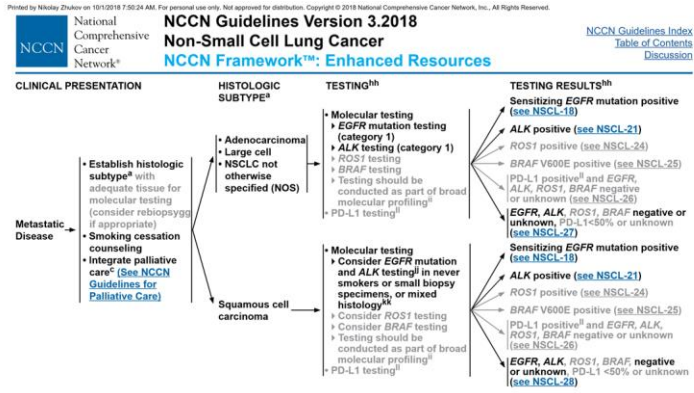 Printed by Nikolay Zhukov on 10/1/2018 7:50:24 AM. For personal use only. Not approved for distribution. Copyright © 2018 National Comprehensive Cancer Network, Inc., All Rights Reserved.
NCCN
National
Comprehensive
Cancer
Network®
NCCN Guidelines Version 3.2018
Non-Small Cell Lung Cancer
NCCN Framework™: Enhanced Resources
NCCN Guidelines Index
Table of Contents
Discussion
CLINICAL PRESENTATION
HISTOLOGIC
SUBTYPEa
TESTINGhh
TESTING RESULTShh
Metastatic
Disease
• Establish histologic
subtypea with
adequate tissue for
molecular testing
(consider rebiopsygg
if appropriate)
• Smoking cessation
counseling
• Integrate palliative
carec (See NCCN
Guidelines for
Palliative Care)
• Adenocarcinoma
• Large cell
• NSCLC not
otherwise
specified (NOS)
• Molecular testing
▸ EGFR mutation testing
(category 1)
▸ ALK testing (category 1)
▸ ROS1 testing
▸ BRAF testing
▸ Testing should be
conducted as part of broad
molecular profilingii
• PD-L1 testingll
Sensitizing EGFR mutation positive
(see NSCL-18)
ALK positive (see NSCL-21)
ROS1 positive (see NSCL-24)
BRAF V600E positive (see NSCL-25)
PD-L1 positivell and EGFR,
ALK, ROS1, BRAF negative
or unknown (see NSCL-26)
EGFR, ALK, ROS1, BRAF negative or
unknown, PD-L1<50% or unknown
(see NSCL-27)
Squamous cell
carcinoma
• Molecular testing
▸ Consider EGFR mutation
and ALK testingjj in never
smokers or small biopsy
specimens, or mixed
histologykk
▸ Consider ROS1 testing
▸ Consider BRAF testing
▸ Testing should be
conducted as part of broad
molecular profilingii
• PD-L1 testingll
Sensitizing EGFR mutation positive
(see NSCL-18)
ALK positive (see NSCL-21)
ROS1 positive (see NSCL-24)
BRAF V600E positive (see NSCL-25)
PD-L1 positivell and EGFR, ALK,
ROS1, BRAF negative or unknown
(see NSCL-26)
EGFR, ALK, ROS1, BRAF, negative
or unknown, PD-L1 <50% or unknown
(see NSCL-28)